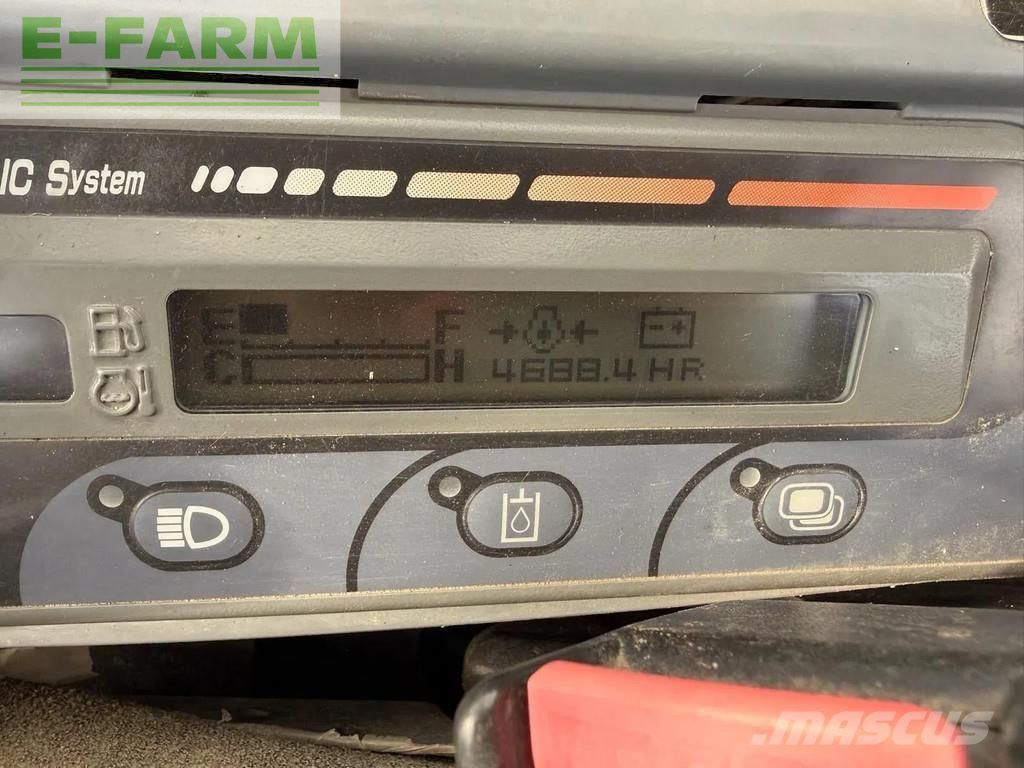 E-FARM
IC System
E F
C H
4688.4 HR
MASCUS